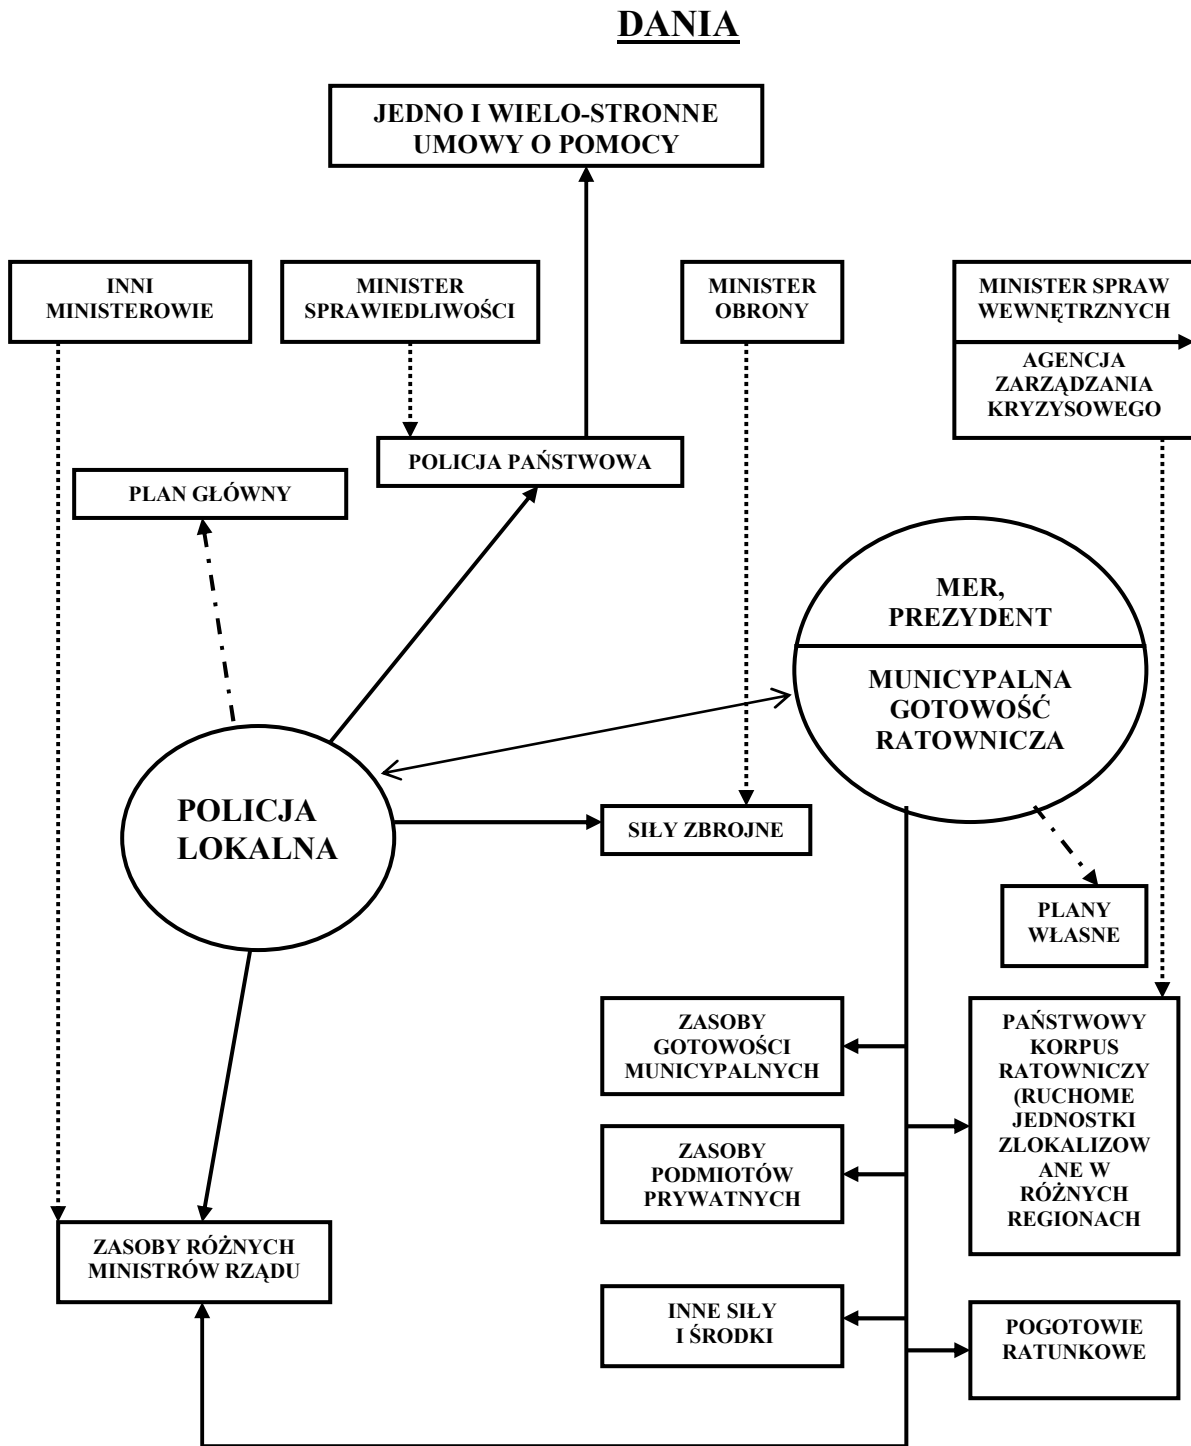 DANIA
JEDNO I WIELO-STRONNE
UMOWY O POMOCY
INNI
MINISTEROWIE
MINISTER
SPRAWIEDLIWOŚCI
MINISTER
OBRONY
MINISTER SPRAW
WEWNĘTRZNYCH
AGENCJA
ZARZĄDZANIA
KRYZYSOWEGO
POLICJA PAŃSTWOWA
PLAN GŁÓWNY
MER,
PREZYDENT
MUNICYPALNA
GOTOWOŚĆ
RATOWNICZA
POLICJA
LOKALNA
SIŁY ZBROJNE
PLANY
WŁASNE
ZASOBY
GOTOWOŚCI
MUNICYPALNYCH
PAŃSTWOWY
KORPUS
RATOWNICZY
(RUCHOME
JEDNOSTKI
ZLOKALIZOW
ANE W
RÓŻNYCH
REGIONACH
ZASOBY
PODMIOTÓW
PRYWATNYCH
ZASOBY RÓŻNYCH
MINISTRÓW RZĄDU
INNE SIŁY
I ŚRODKI
POGOTOWIE
RATUNKOWE